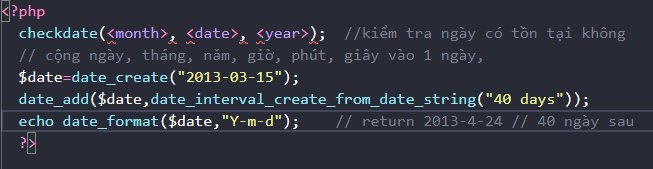 <?php
checkdate(<month>, <date>, <year>);  //kiểm tra ngày có tồn tại không
// cộng ngày, tháng, năm, giờ, phút, giây vào 1 ngày,
$date=date_create("2013-03-15");
date_add($date,date_interval_create_from_date_string("40 days"));
echo date_format($date,"Y-m-d");    // return 2013-4-24 // 40 ngày sau
?>